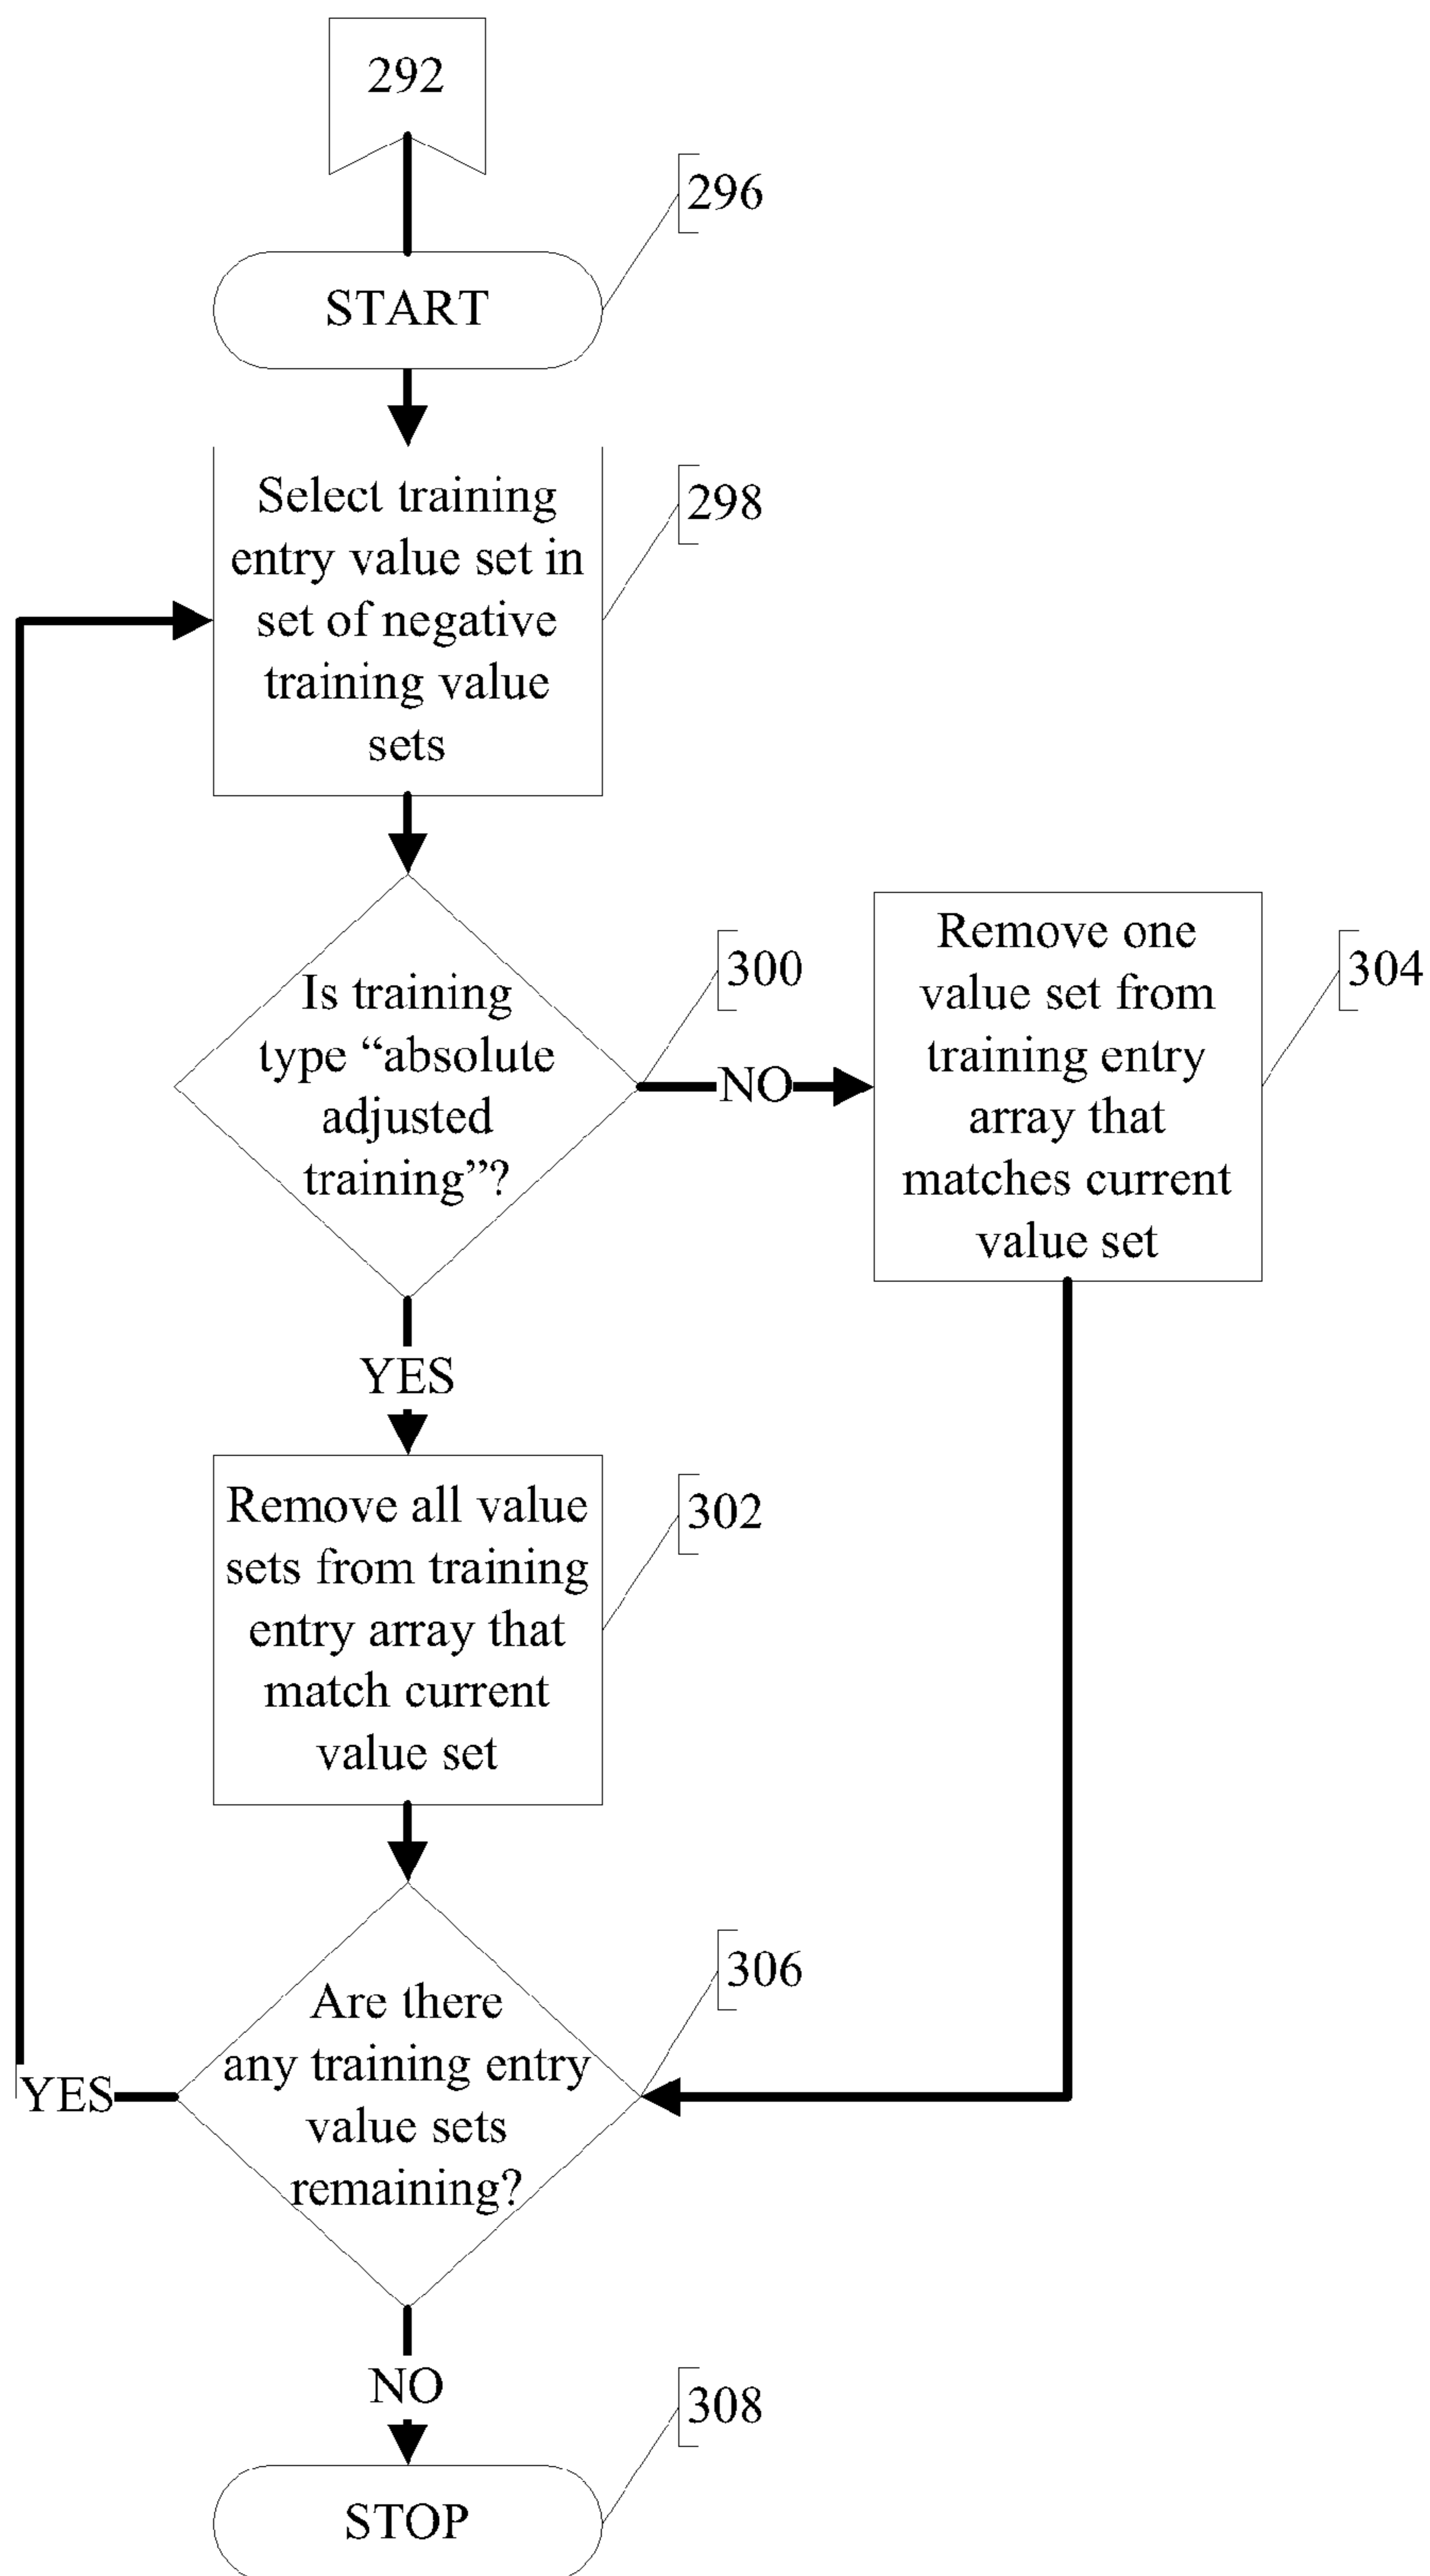 292
296
START
298
Select training
entry value set in
set of negative
training value
sets
300
Is training
type “absolute
adjusted
training”?
NO
304
Remove one
value set from
training entry
array that
matches current
value set
YES
302
Remove all value
sets from training
entry array that
match current
value set
306
Are there
any training entry
value sets
remaining?
YES
NO
308
STOP